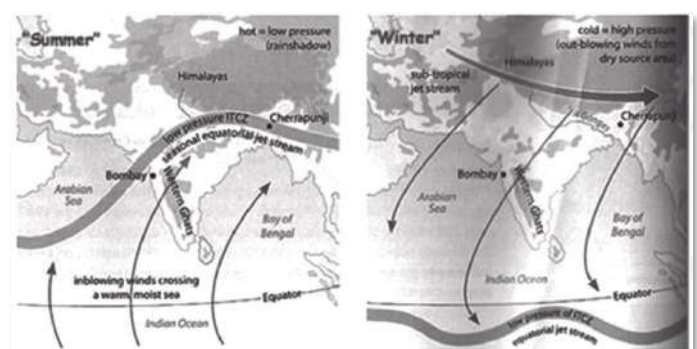 "Summer"
hot = low pressure
(rainshadow)
Himalayas
low pressure ITCZ
seasonal equatorial jet stream
Cherrapunji
Bombay
Western Ghats
Arabian
Sea
Bay of
Bengal
inblowing winds crossing
a warm, moist sea
Equator
Indian Ocean
"Winter"
cold = high pressure
(out-blowing winds from
dry source area)
Himalayas
sub-tropical
jet stream
Ganges
Cherrapunji
Bombay
Western Ghats
Arabian
Sea
Bay of
Bengal
Indian Ocean
Equator
low pressure of ITCZ
equatorial jet stream